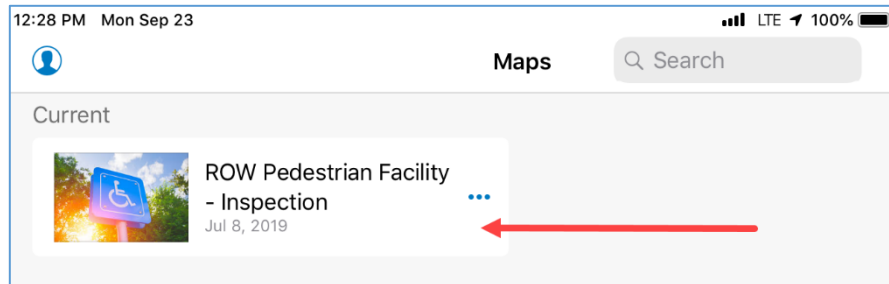 12:28 PM Mon Sep 23 LTE 100%
Maps Search
Current
ROW Pedestrian Facility
- Inspection
Jul 8, 2019